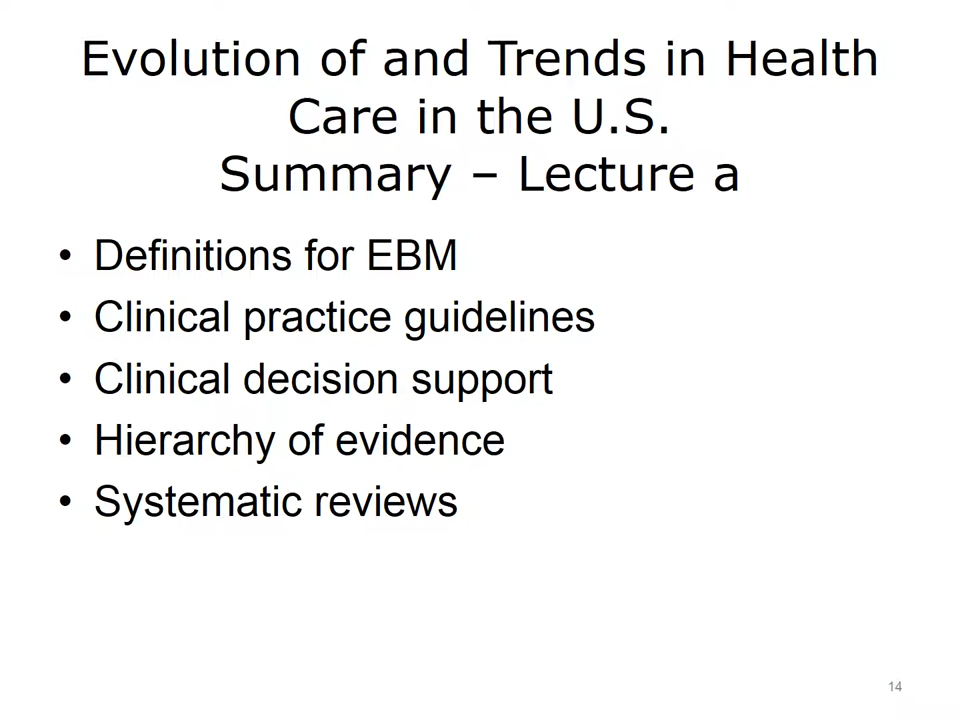 Evolution of and Trends in Health
Care in the U.S.
Summary – Lecture a
• Definitions for EBM
• Clinical practice guidelines
• Clinical decision support
• Hierarchy of evidence
• Systematic reviews
14